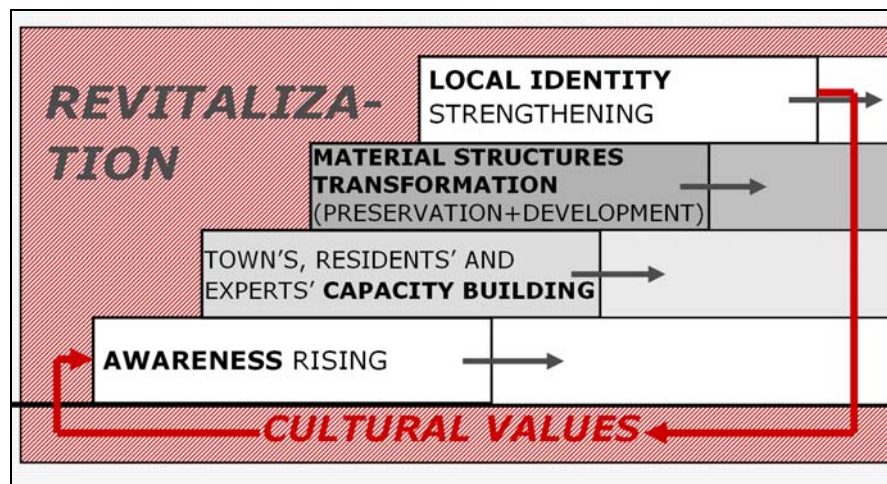 REVITALIZA-
TION
LOCAL IDENTITY
STRENGTHENING
MATERIAL STRUCTURES
TRANSFORMATION
(PRESERVATION+DEVELOPMENT)
TOWN'S, RESIDENTS' AND
EXPERTS' CAPACITY BUILDING
AWARENESS RISING
CULTURAL VALUES